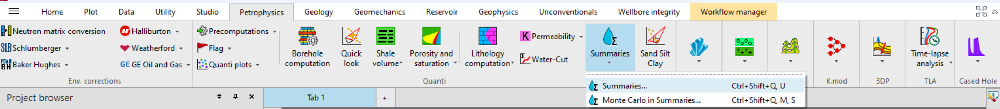 Home Plot Data Utility Studio Petrophysics Geology Geomechanics Reservoir Geophysics Unconventionals Wellbore integrity Workflow manager
Neutron matrix conversion
SLB Schlumberger
BH Baker Hughes
H Halliburton
Weatherford
GE GE Oil and Gas
Env. corrections
Precomputations
Flag
Quanti plots
Borehole
computation
Quick
look
Shale
volume
Porosity and
saturation
Lithology
computation
K Permeability
Σ Water-Cut
Quanti
Σ
Summaries
Sand Silt
Clay
K.mod
3DP
Time-lapse
analysis
TLA
Cased Hole
Σ Summaries... Ctrl+Shift+Q, U
Σ Monte Carlo in Summaries... Ctrl+Shift+Q, M, S
Project browser
Tab 1
+